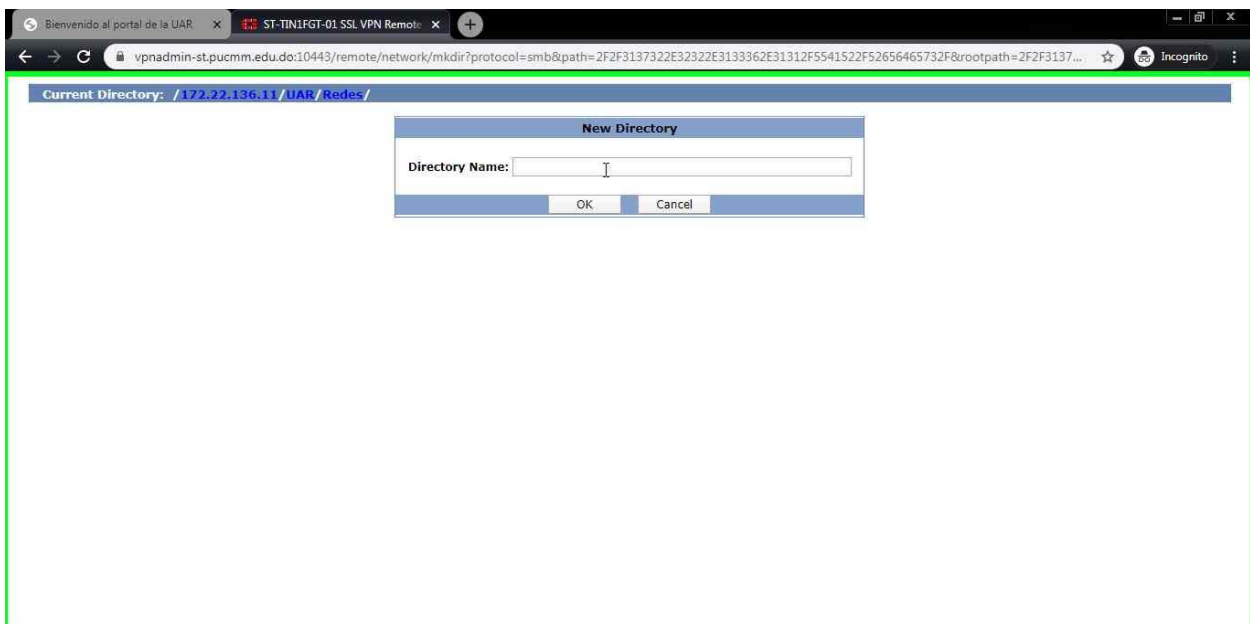 Bienvenido al portal de la UAR
ST-TIN1FGT-01 SSL VPN Remote
vpnadmin-st.pucmm.edu.do:10443/remote/network/mkdir?protocol=smb&path=2F2F3137322E32322E3133362E31312F5541522F52656465732F&rootpath=2F2F3137...
Incognito
Current Directory: /172.22.136.11/UAR/Redes/
New Directory
Directory Name:
OK Cancel